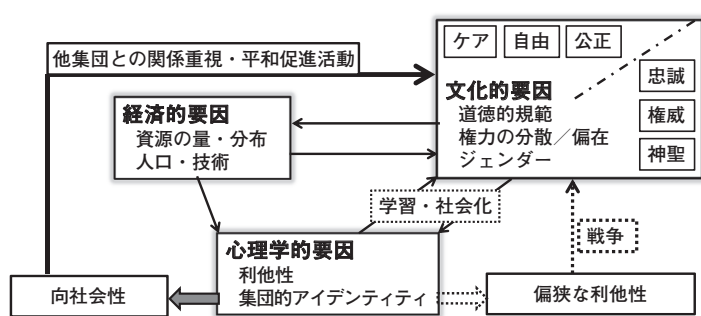 ケア 自由 公正
他集団との関係重視・平和促進活動
文化的要因
忠誠
道徳的規範
権威
権力の分散／偏在
ジェンダー
神聖
経済的要因
資源の量・分布
人口・技術
学習・社会化
戦争
心理学的要因
利他性
集団的アイデンティティ
向社会性
偏狭な利他性